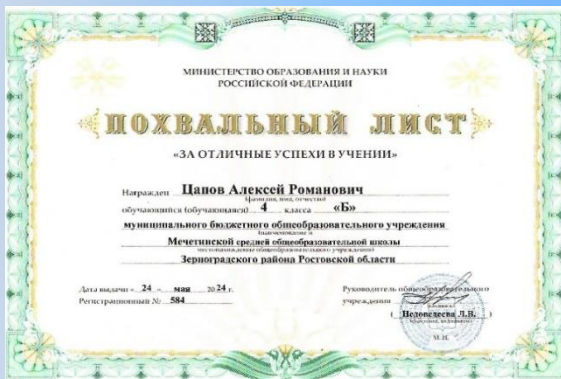 МИНИСТЕРСТВО ОБРАЗОВАНИЯ И НАУКИ
РОССИЙСКОЙ ФЕДЕРАЦИИ
ПОХВАЛЬНЫЙ ЛИСТ
«ЗА ОТЛИЧНЫЕ УСПЕХИ В УЧЕНИИ»
Награжден Цапов Алексей Романович
(фамилия, имя, отчество)
обучающийся (обучающаяся) 4 класса «Б»
муниципального бюджетного общеобразовательного учреждения
Мечетинской средней общеобразовательной школы
Зерноградского района Ростовской области
Дата выдачи « 24 » мая 20 24 г.
Руководитель общеобразовательного
Регистрационный № 584
учреждения
М.П.